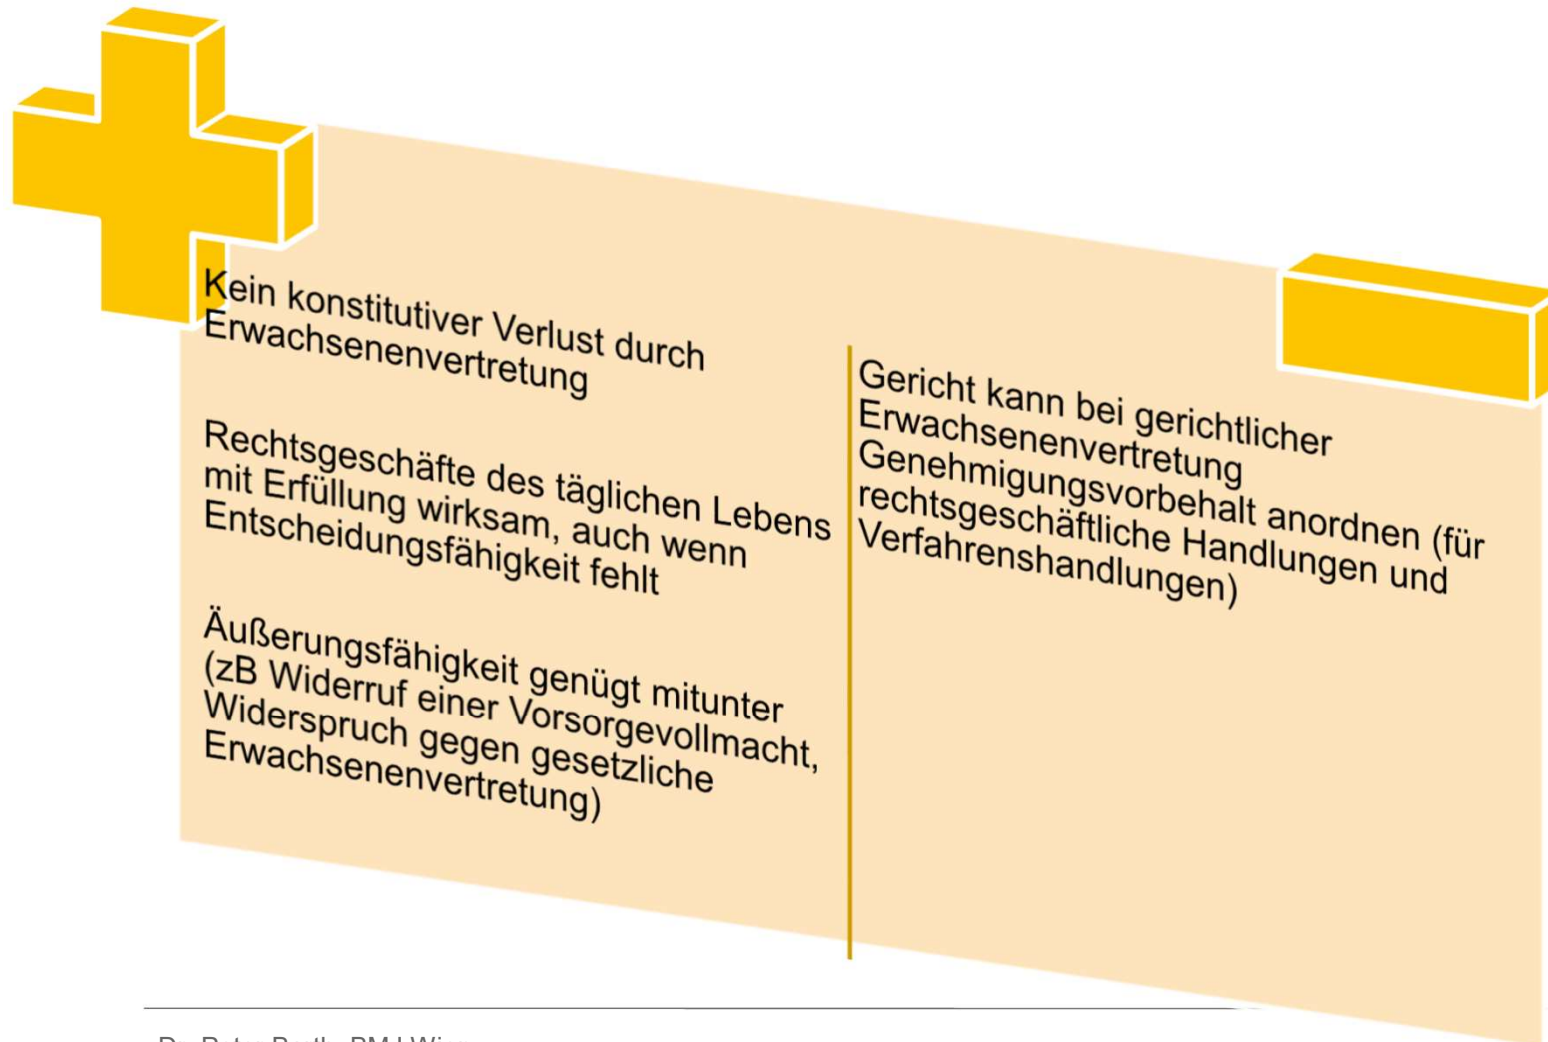 Kein konstitutiver Verlust durch
Erwachsenenvertretung
Rechtsgeschäfte des täglichen Lebens
mit Erfüllung wirksam, auch wenn
Entscheidungsfähigkeit fehlt
Äußerungsfähigkeit genügt mitunter
(zB Widerruf einer Vorsorgevollmacht,
Widerspruch gegen gesetzliche
Erwachsenenvertretung)
Gericht kann bei gerichtlicher
Erwachsenenvertretung
Genehmigungsvorbehalt anordnen (für
rechtsgeschäftliche Handlungen und
Verfahrenshandlungen)